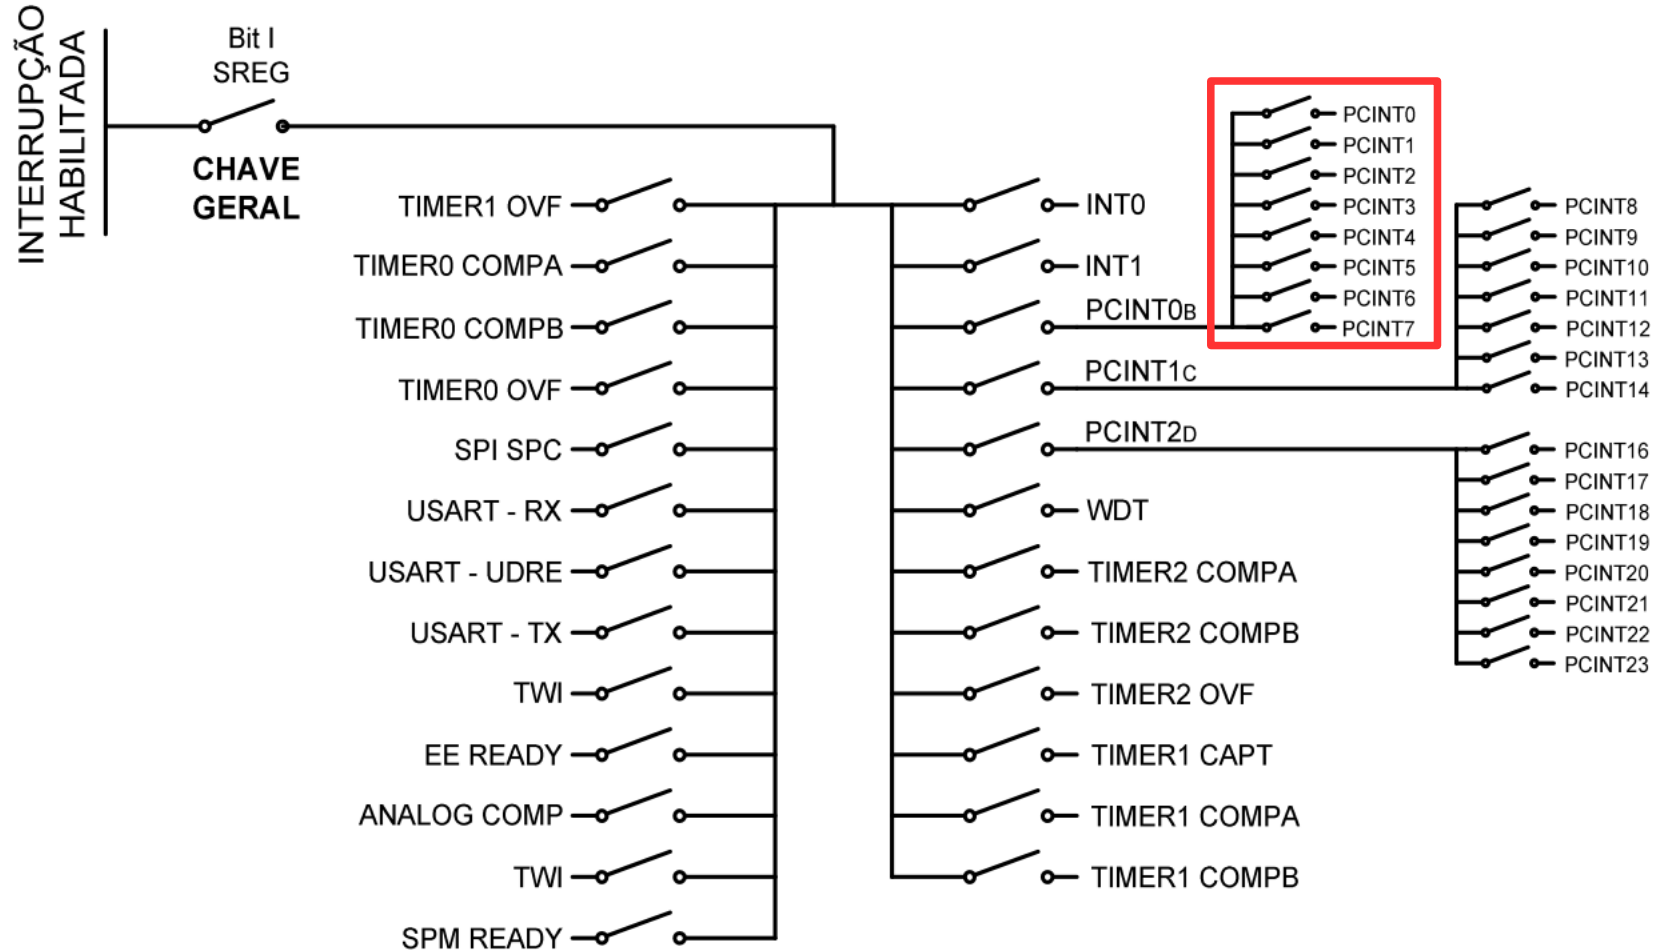 INTERRUPÇÃO
HABILITADA
Bit I
SREG
CHAVE
GERAL
TIMER1 OVF
TIMER0 COMPA
TIMER0 COMPB
TIMER0 OVF
SPI SPC
USART - RX
USART - UDRE
USART - TX
TWI
EE READY
ANALOG COMP
TWI
SPM READY
INT0
INT1
PCINT0B
PCINT1C
PCINT2D
WDT
TIMER2 COMPA
TIMER2 COMPB
TIMER2 OVF
TIMER1 CAPT
TIMER1 COMPA
TIMER1 COMPB
PCINT0
PCINT1
PCINT2
PCINT3
PCINT4
PCINT5
PCINT6
PCINT7
PCINT8
PCINT9
PCINT10
PCINT11
PCINT12
PCINT13
PCINT14
PCINT16
PCINT17
PCINT18
PCINT19
PCINT20
PCINT21
PCINT22
PCINT23